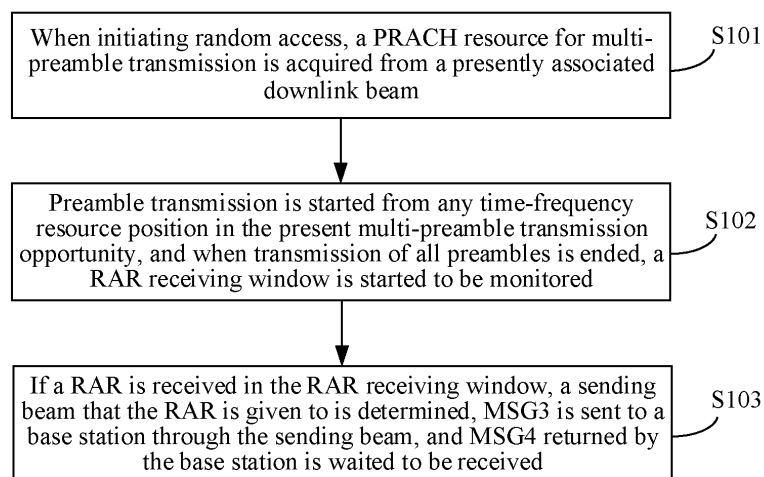 When initiating random access, a PRACH resource for multi-
preamble transmission is acquired from a presently associated
downlink beam
S101
Preamble transmission is started from any time-frequency
resource position in the present multi-preamble transmission
opportunity, and when transmission of all preambles is ended, a
RAR receiving window is started to be monitored
S102
If a RAR is received in the RAR receiving window, a sending
beam that the RAR is given to is determined, MSG3 is sent to a
base station through the sending beam, and MSG4 returned by
the base station is waited to be received
S103